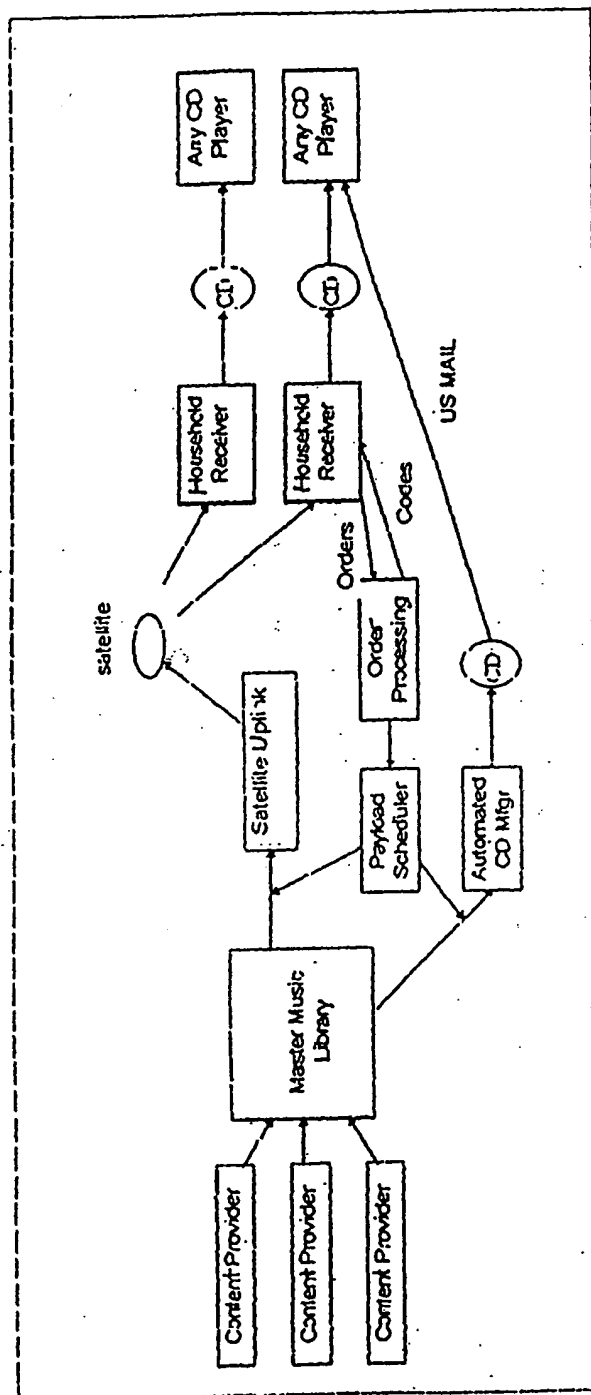 Content Provider
Content Provider
Content Provider
Master Music
Library
Satellite Uplink
satellite
Payload
Scheduler
Automated
CD Mfgr
Order
Processing
Orders
Codes
CD
US MAIL
Household
Receiver
Household
Receiver
CD
CD
Any CD
Player
Any CD
Player